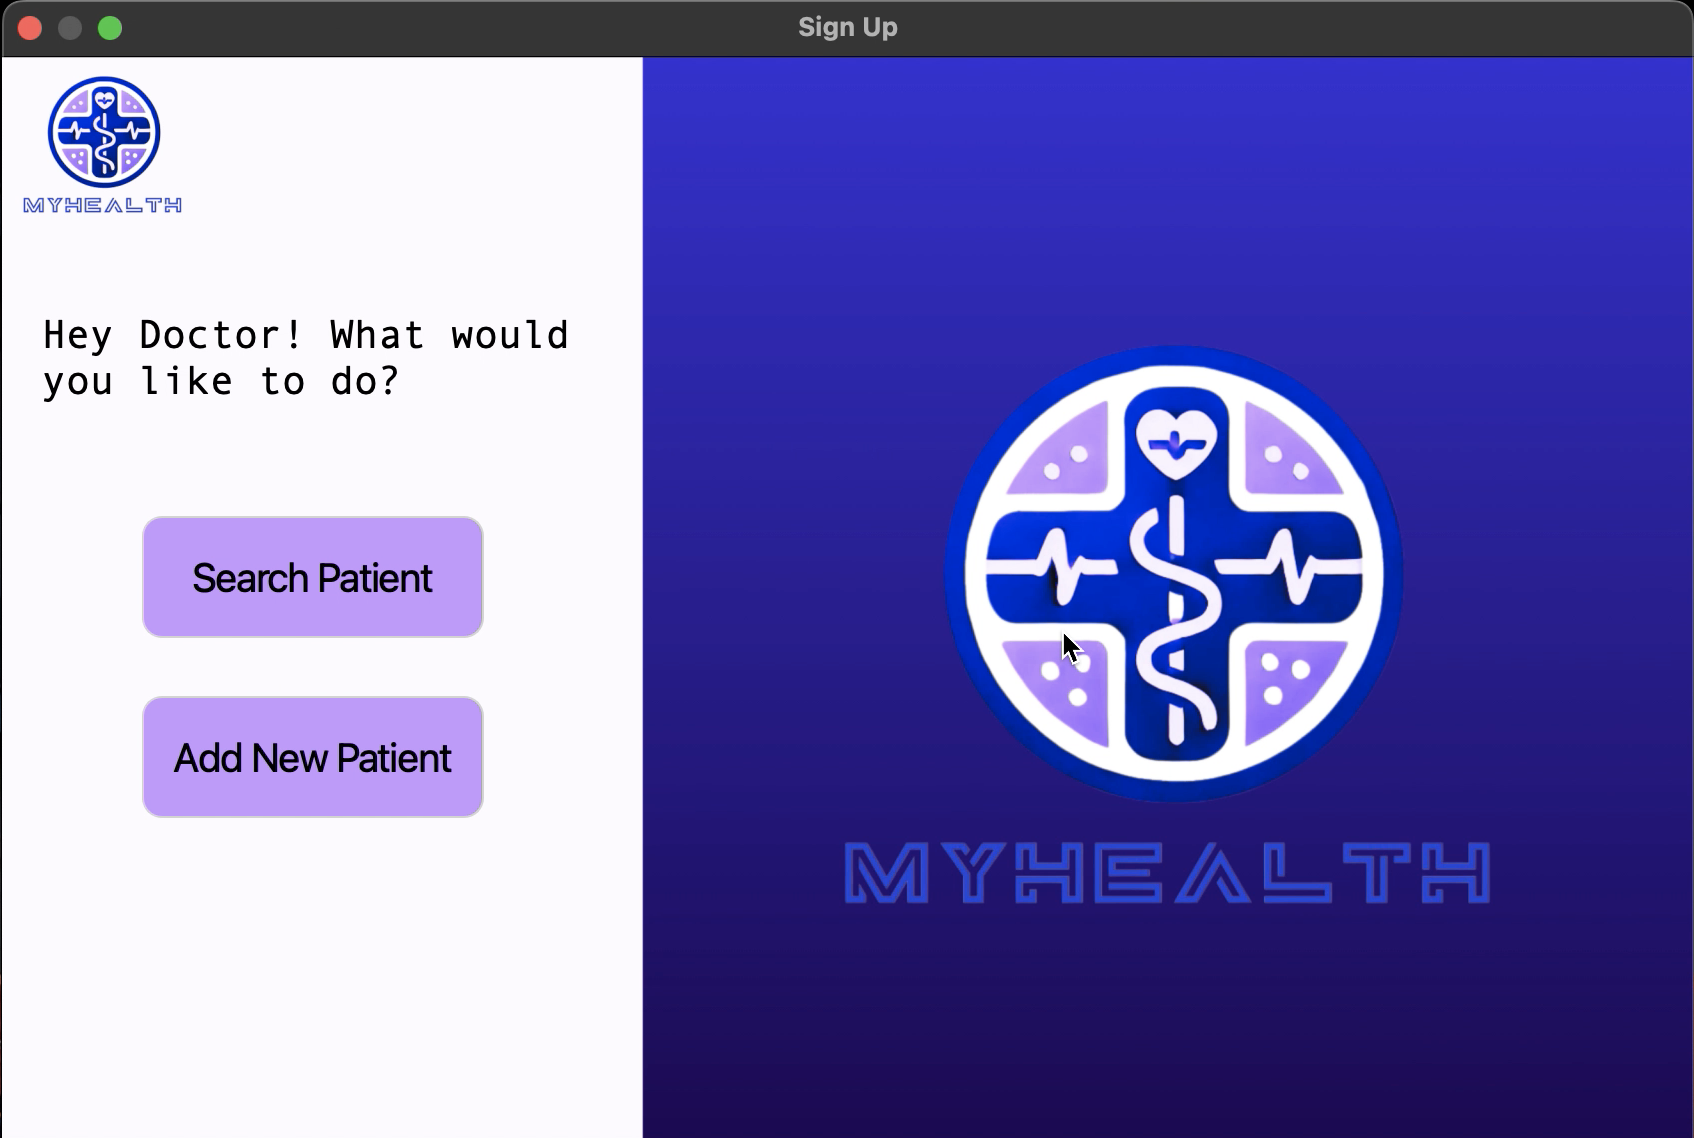 Sign Up
MYHEALTH
Hey Doctor! What would
you like to do?
Search Patient
Add New Patient
MYHEALTH